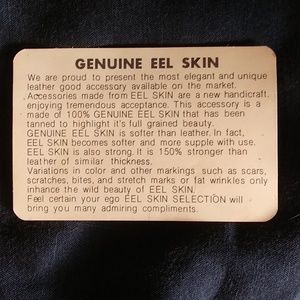 GENUINE EEL SKIN
We are proud to present the most elegant and unique
leather good accessory available on the market.
Accessories made from EEL SKIN are a new handicraft,
enjoying tremendous acceptance. This accessory is a
made of 100% GENUINE EEL SKIN that has been
tanned to highlight it's full grained beauty.
GENUINE EEL SKIN is softer than leather. In fact,
EEL SKIN becomes softer and more supple with use.
EEL SKIN is also strong. It is 150% stronger than
leather of similar thickness.
Variations in color and other markings such as scars,
scratches, bites, and stretch marks or fat wrinkles only
enhance the wild beauty of EEL SKIN.
Feel certain your ego EEL SKIN SELECTION will
bring you many admiring compliments.